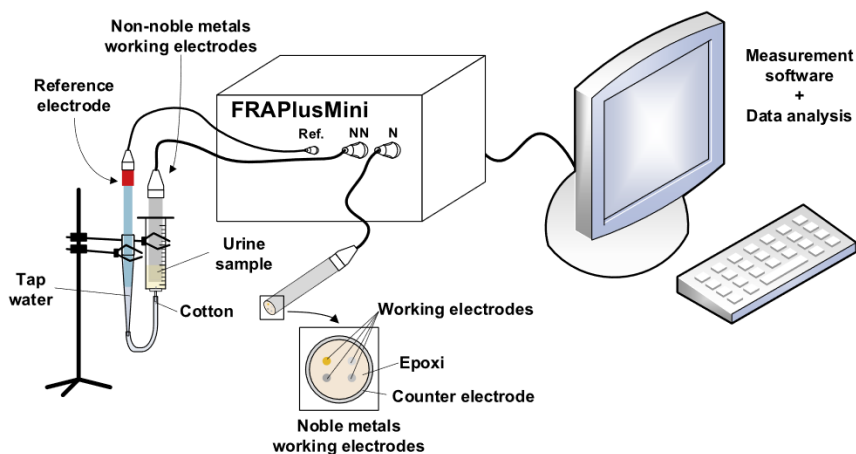 Non-noble metals
working electrodes
Reference
electrode
FRAPlusMini
Ref.
NN
N
Measurement
software
+
Data analysis
Urine
sample
Tap
water
Cotton
Working electrodes
Epoxi
Counter electrode
Noble metals
working electrodes